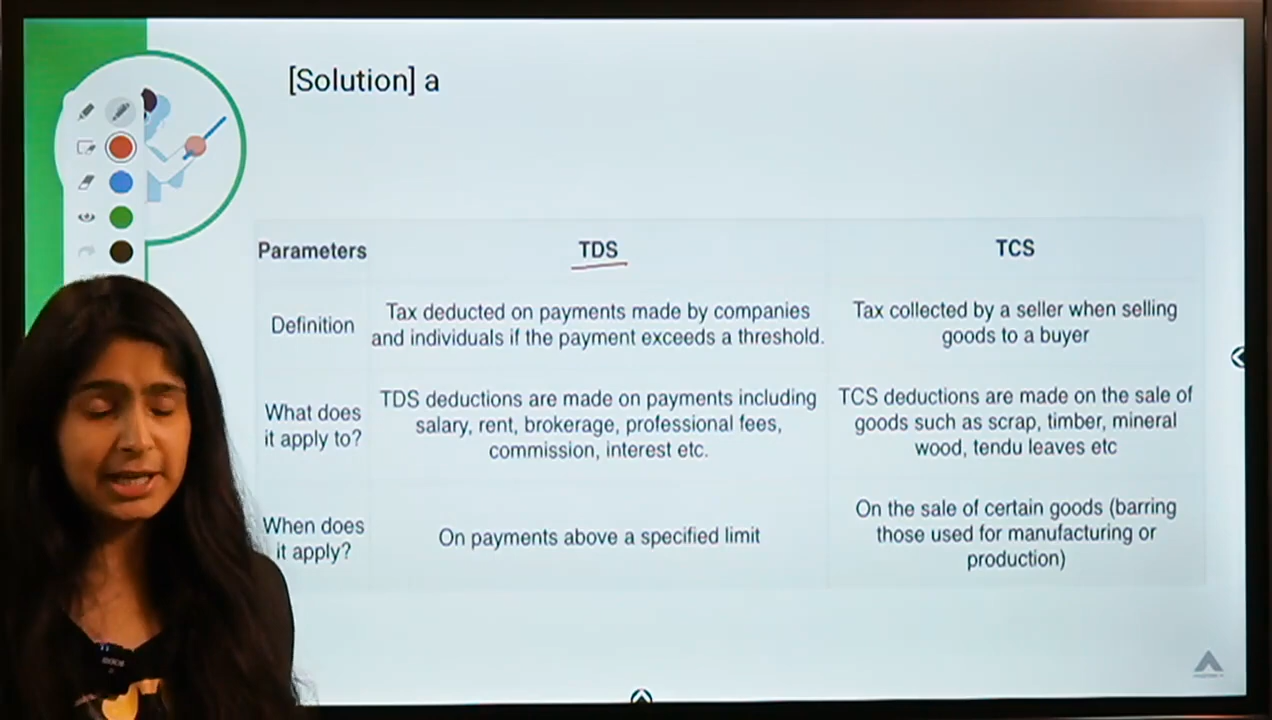 [Solution] a
Parameters TDS TCS
Definition
Tax deducted on payments made by companies
and individuals if the payment exceeds a threshold.
Tax collected by a seller when selling
goods to a buyer
What does
it apply to?
TDS deductions are made on payments including
salary, rent, brokerage, professional fees,
commission, interest etc.
TCS deductions are made on the sale of
goods such as scrap, timber, mineral
wood, tendu leaves etc
When does
it apply?
On payments above a specified limit
On the sale of certain goods (barring
those used for manufacturing or
production)